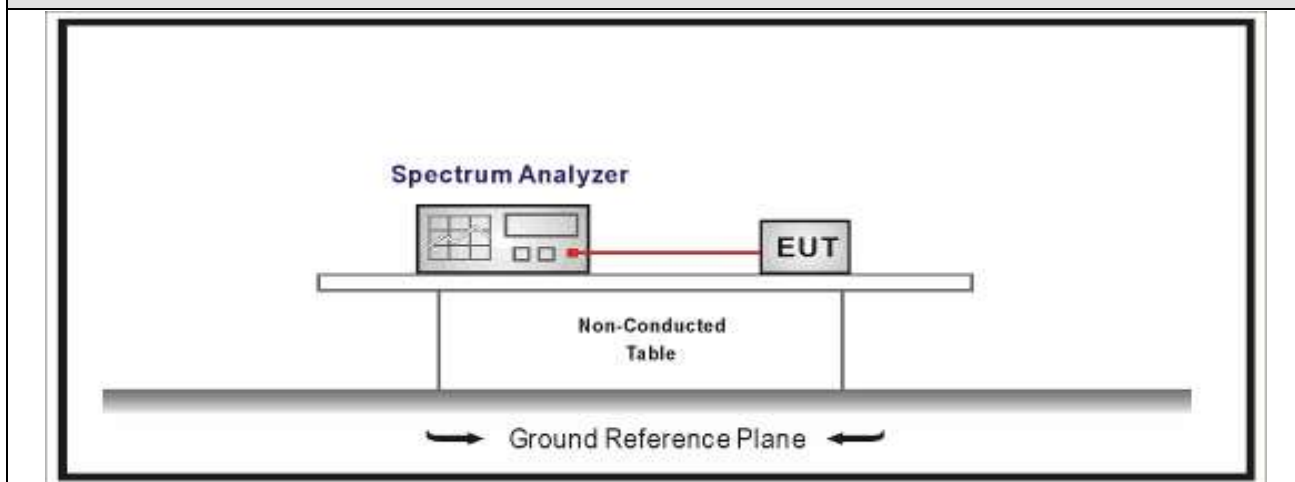 Spectrum Analyzer
EUT
Non-Conducted
Table
Ground Reference Plane